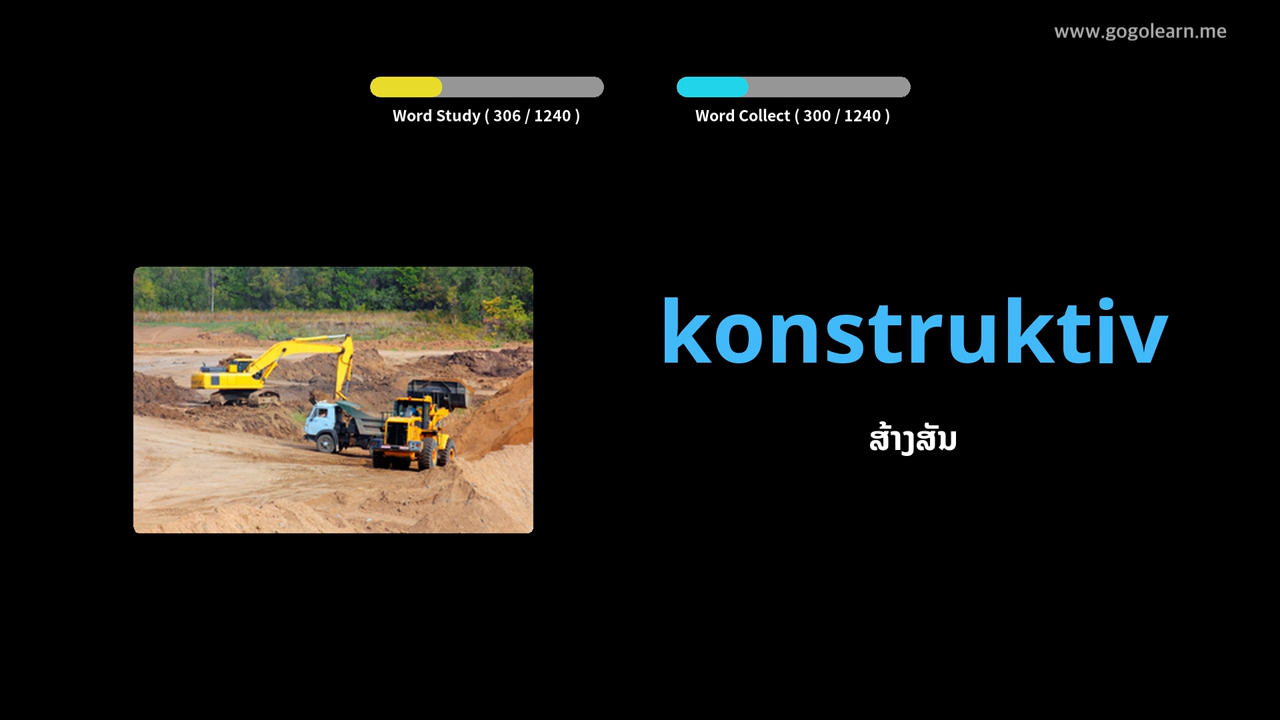 www.gogolearn.me
Word Study ( 306 / 1240 )
Word Collect ( 300 / 1240 )
konstruktiv
ສ້າງສັນ